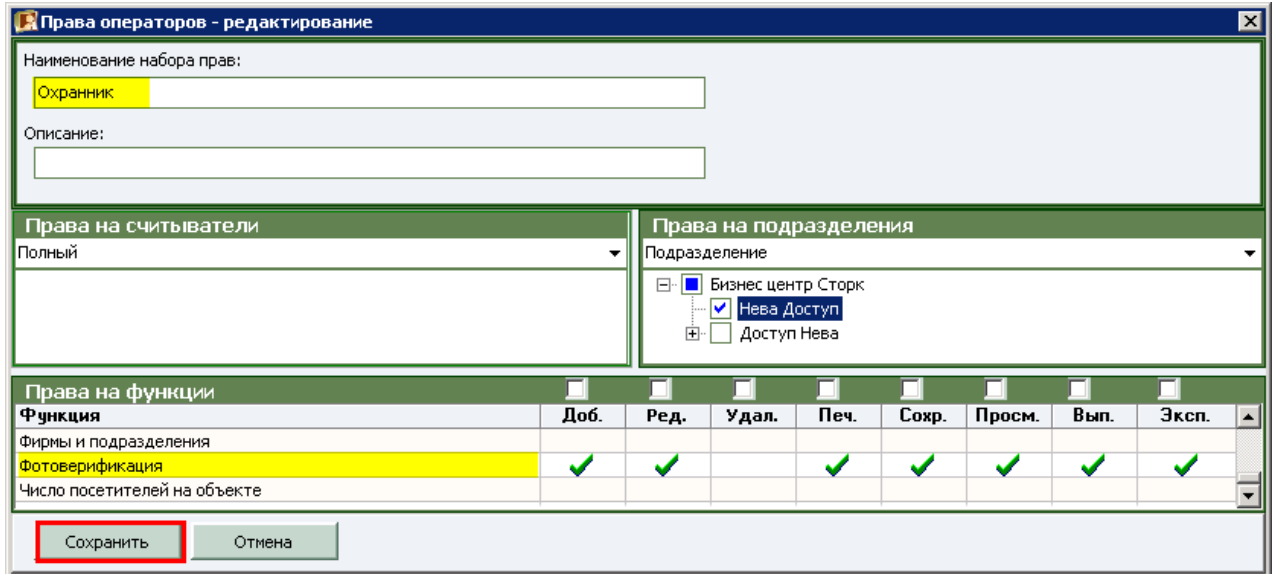 Права операторов - редактирование
Наименование набора прав:
Охранник
Описание:
Права на считыватели
Полный
Права на подразделения
Подразделение
Бизнес центр Сторк
Нева Доступ
Доступ Нева
Права на функции
Функция Доб. Ред. Удал. Печ. Сохр. Просм. Вып. Эксп.
Фирмы и подразделения
Фотоверификация
Число посетителей на объекте
Сохранить Отмена